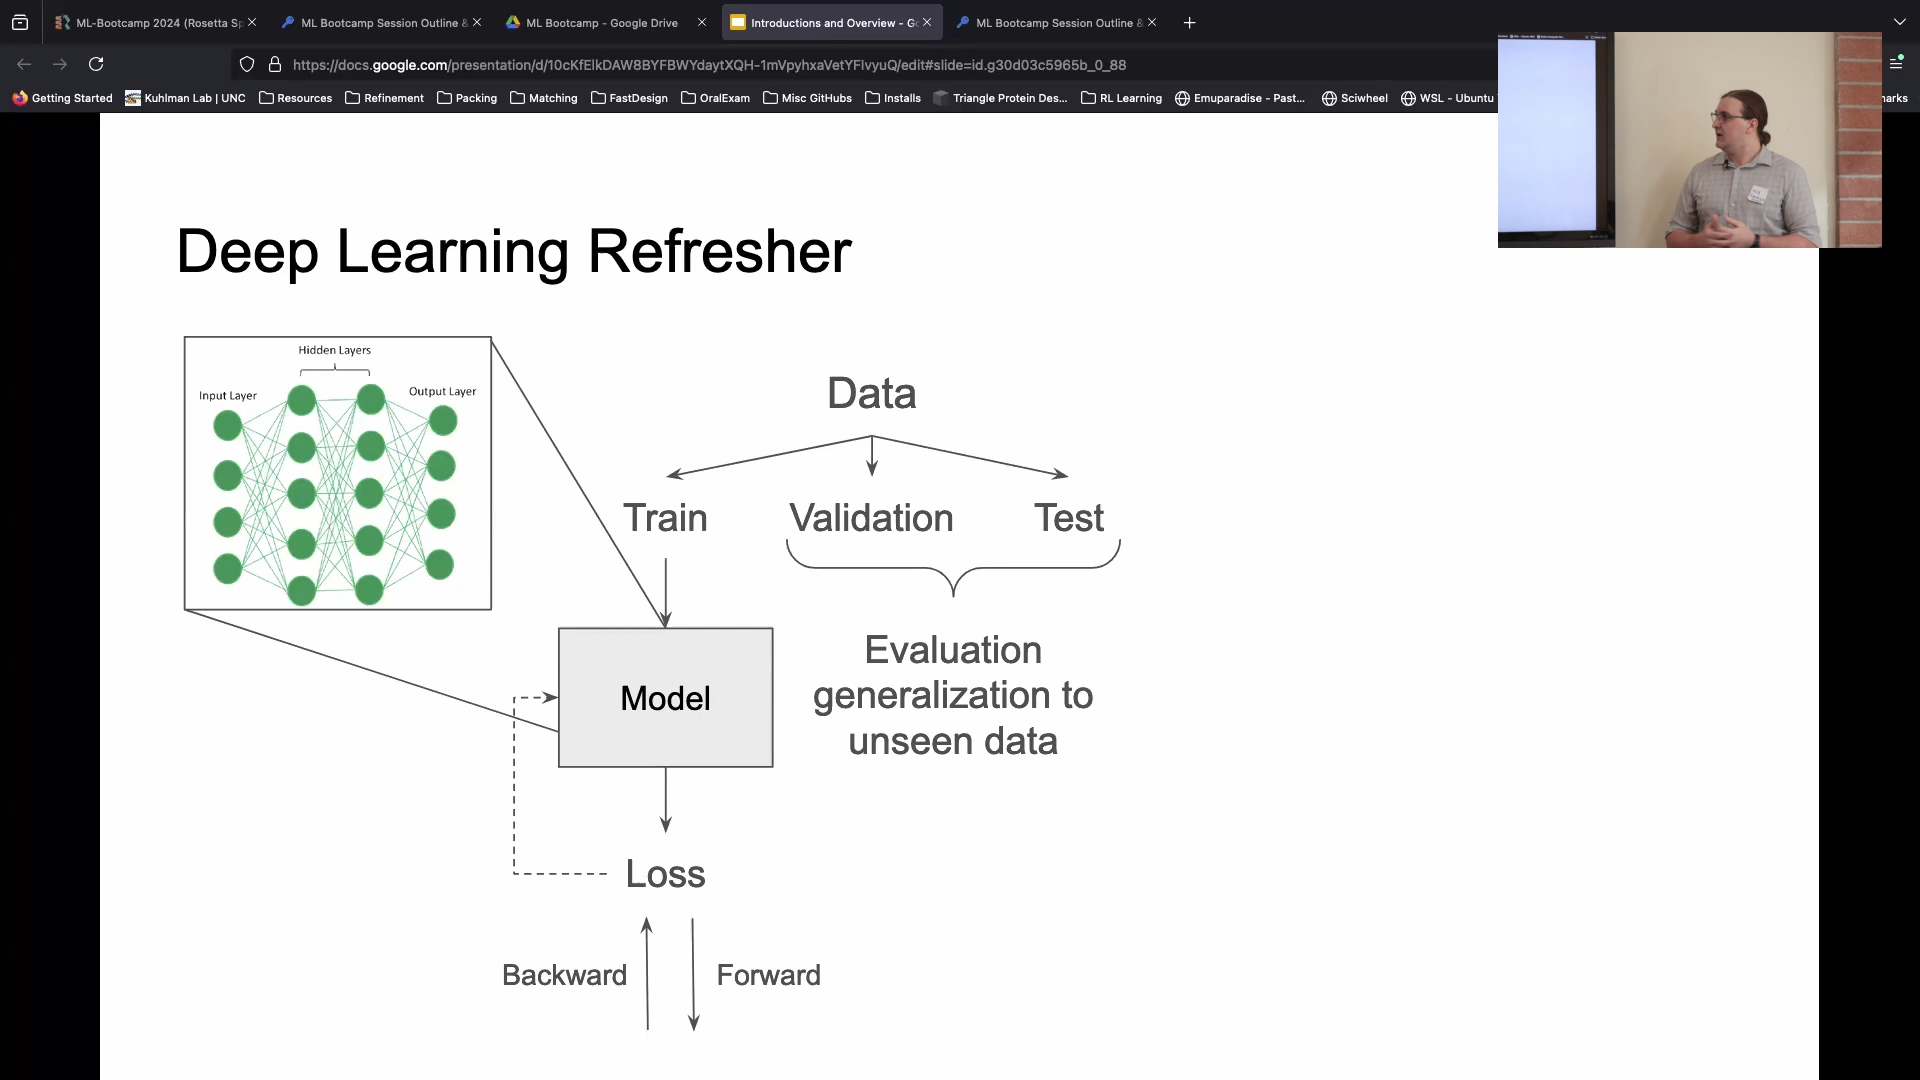 ML-Bootcamp 2024 (Rosetta Sp
ML Bootcamp Session Outline &
ML Bootcamp - Google Drive
Introductions and Overview - Go
ML Bootcamp Session Outline &
https://docs.google.com/presentation/d/10cKfElkDAW8BYFBWYdaytXQH-1mVpyhxaVetYFlvyuQ/edit#slide=id.g30d03c5965b_0_88
Getting Started
Kuhlman Lab | UNC
Resources
Refinement
Packing
Matching
FastDesign
OralExam
Misc GitHubs
Installs
Triangle Protein Des...
RL Learning
Emuparadise - Past...
Sciwheel
WSL - Ubuntu
arks
Deep Learning Refresher
Hidden Layers
Input Layer
Output Layer
Data
Train
Validation
Test
Evaluation
generalization to
unseen data
Model
Loss
Backward
Forward